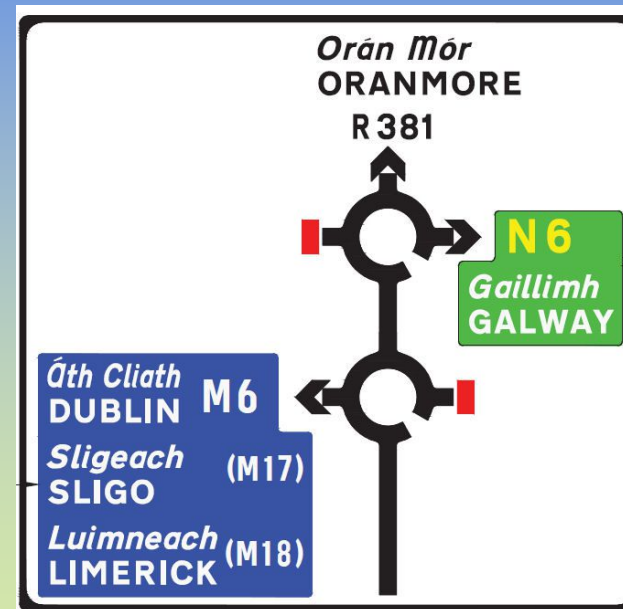 Orán Mór
ORANMORE
R381
N6
Gaillimh
GALWAY
Áth Cliath
DUBLIN M6
Sligeach
SLIGO (M17)
Luimneach
LIMERICK (M18)